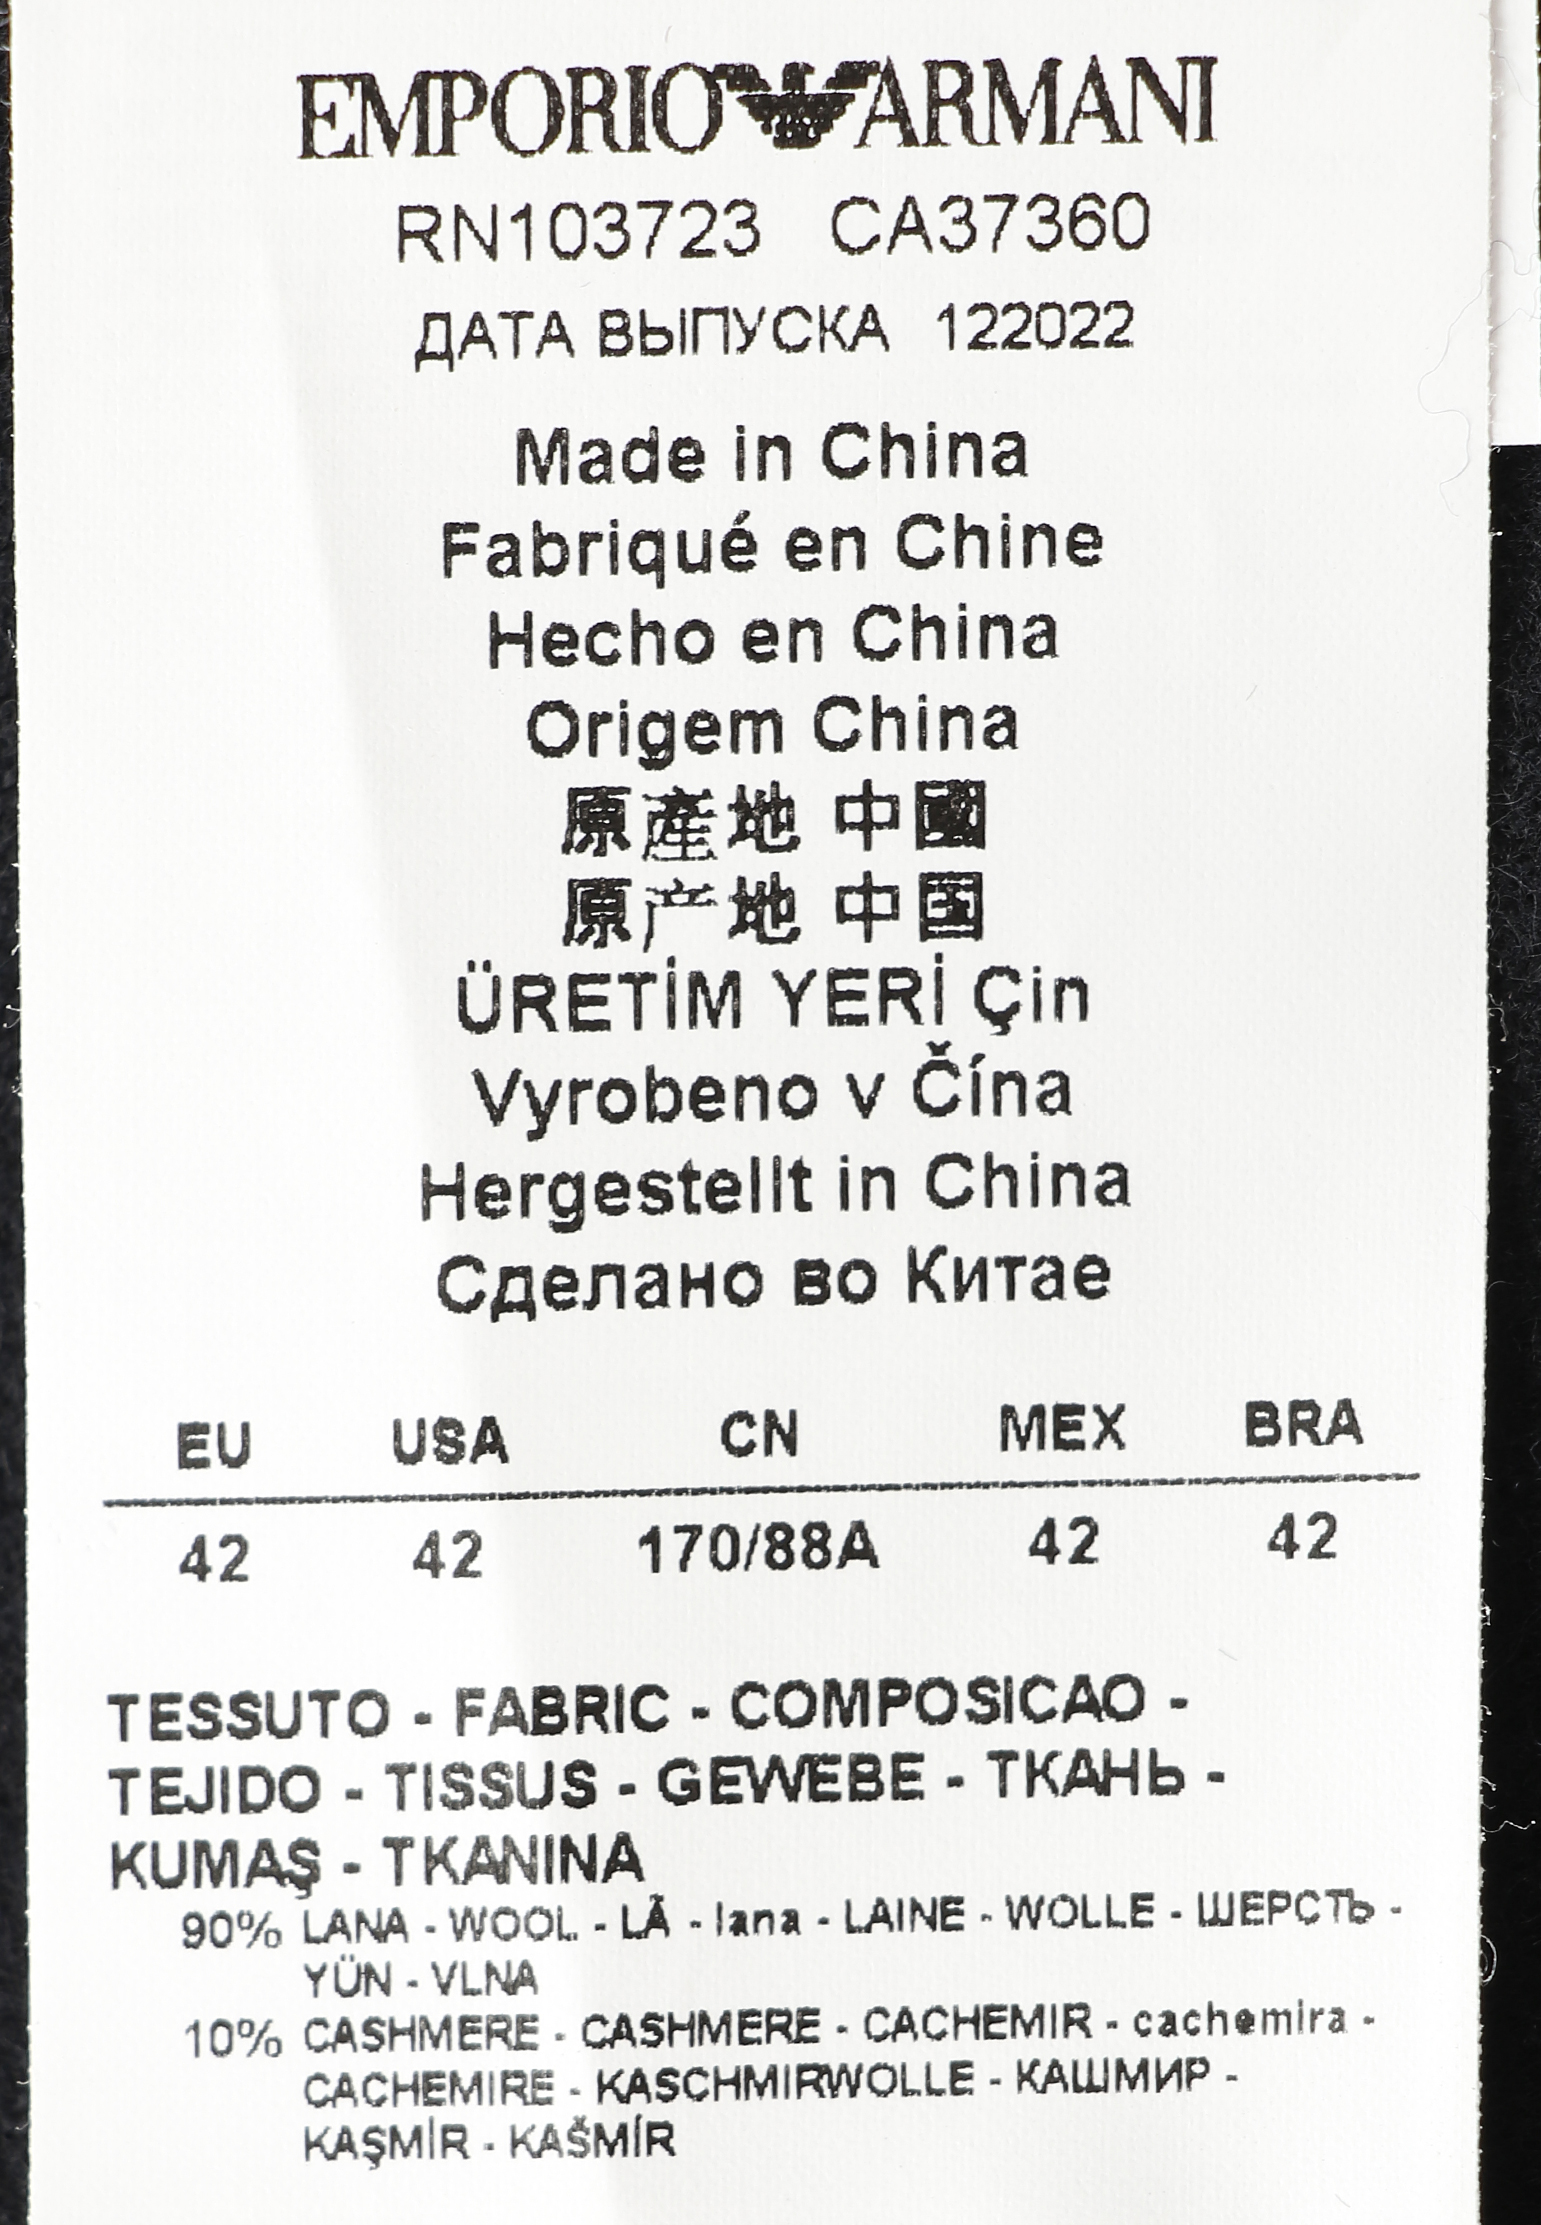 EMPORIO ARMANI
RN103723 CA37360
ДАТА ВЫПУСКА 122022
Made in China
Fabriqué en Chine
Hecho en China
Origem China
原產地 中國
原产地 中国
ÜRETİM YERİ Çin
Vyrobeno v Čína
Hergestellt in China
Сделано во Китае
EU USA CN MEX BRA
42 42 170/88A 42 42
TESSUTO - FABRIC - COMPOSICAO -
TEJIDO - TISSUS - GEWEBE - ТКАНЬ -
KUMAŞ - TKANINA
90% LANA - WOOL - LÃ - lana - LAINE - WOLLE - ШЕРСТЬ -
YÜN - VLNA
10% CASHMERE - CASHMERE - CACHEMIR - cachemira -
CACHEMIRE - KASCHMIRWOLLE - КАШМИР -
KAŞMİR - KAŠMÍR